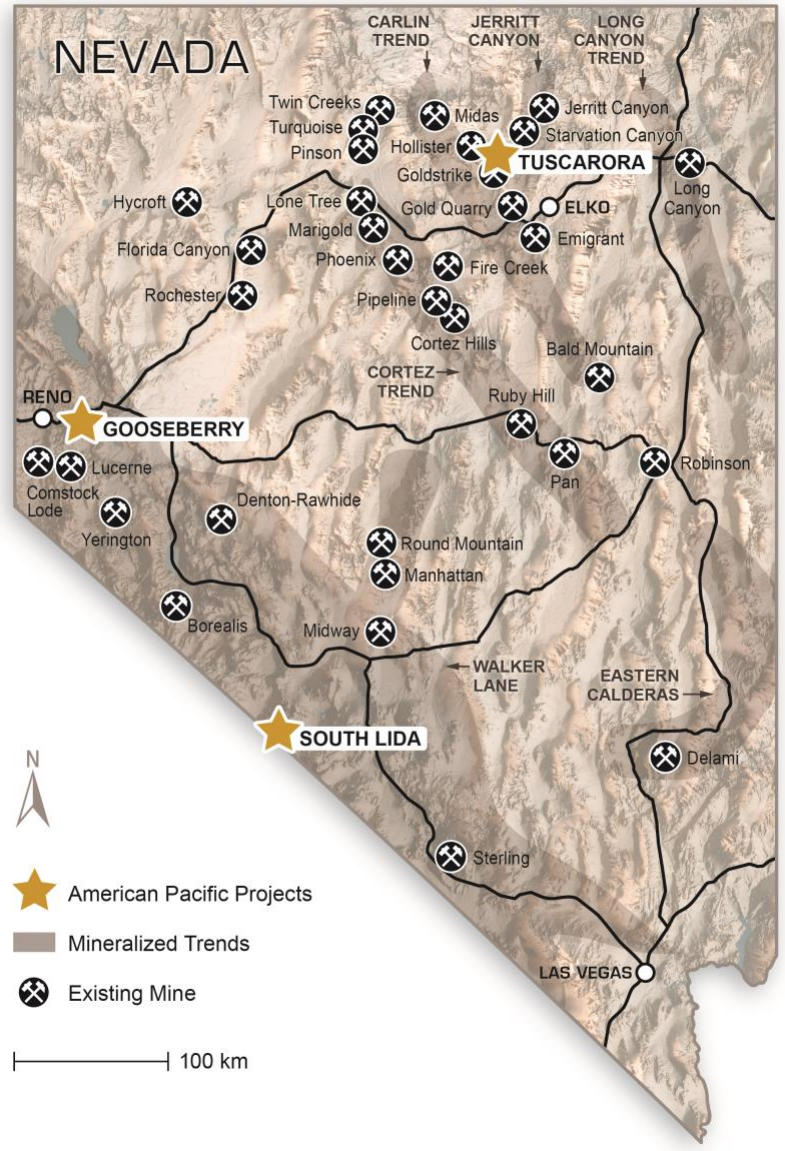 NEVADA
CARLIN
TREND
JERRITT
CANYON
LONG
CANYON
TREND
Twin Creeks
Midas
Jerritt Canyon
Turquoise
Starvation Canyon
Pinson
Hollister
TUSCARORA
Goldstrike
Long
Canyon
Hycroft
Lone Tree
Gold Quarry
ELKO
Marigold
Emigrant
Florida Canyon
Phoenix
Fire Creek
Rochester
Pipeline
Cortez Hills
Bald Mountain
CORTEZ
TREND
Ruby Hill
RENO
GOOSEBERRY
Lucerne
Comstock
Lode
Pan
Robinson
Yerington
Denton-Rawhide
Round Mountain
Manhattan
Borealis
Midway
WALKER
LANE
EASTERN
CALDERAS
SOUTH LIDA
Delami
N
Sterling
American Pacific Projects
Mineralized Trends
LAS VEGAS
Existing Mine
100 km